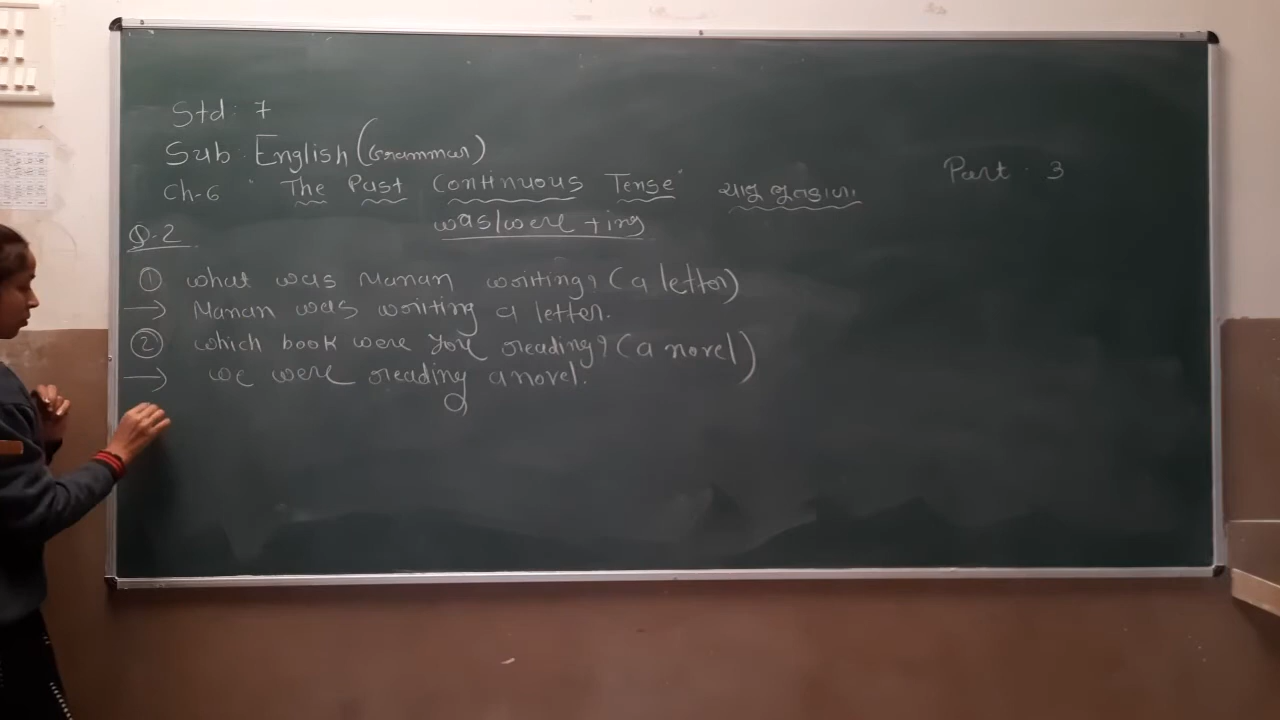 Std: 7
Sub: English (Grammar)
Part: 3
Ch-6 "The Past Continuous Tense" ચાલુ ભૂતકાળ
was/were + ing
Q-2
① what was Manan writing? (a letter)
→ Manan was writing a letter.
② which book were you reading? (a novel)
→ we were reading a novel.